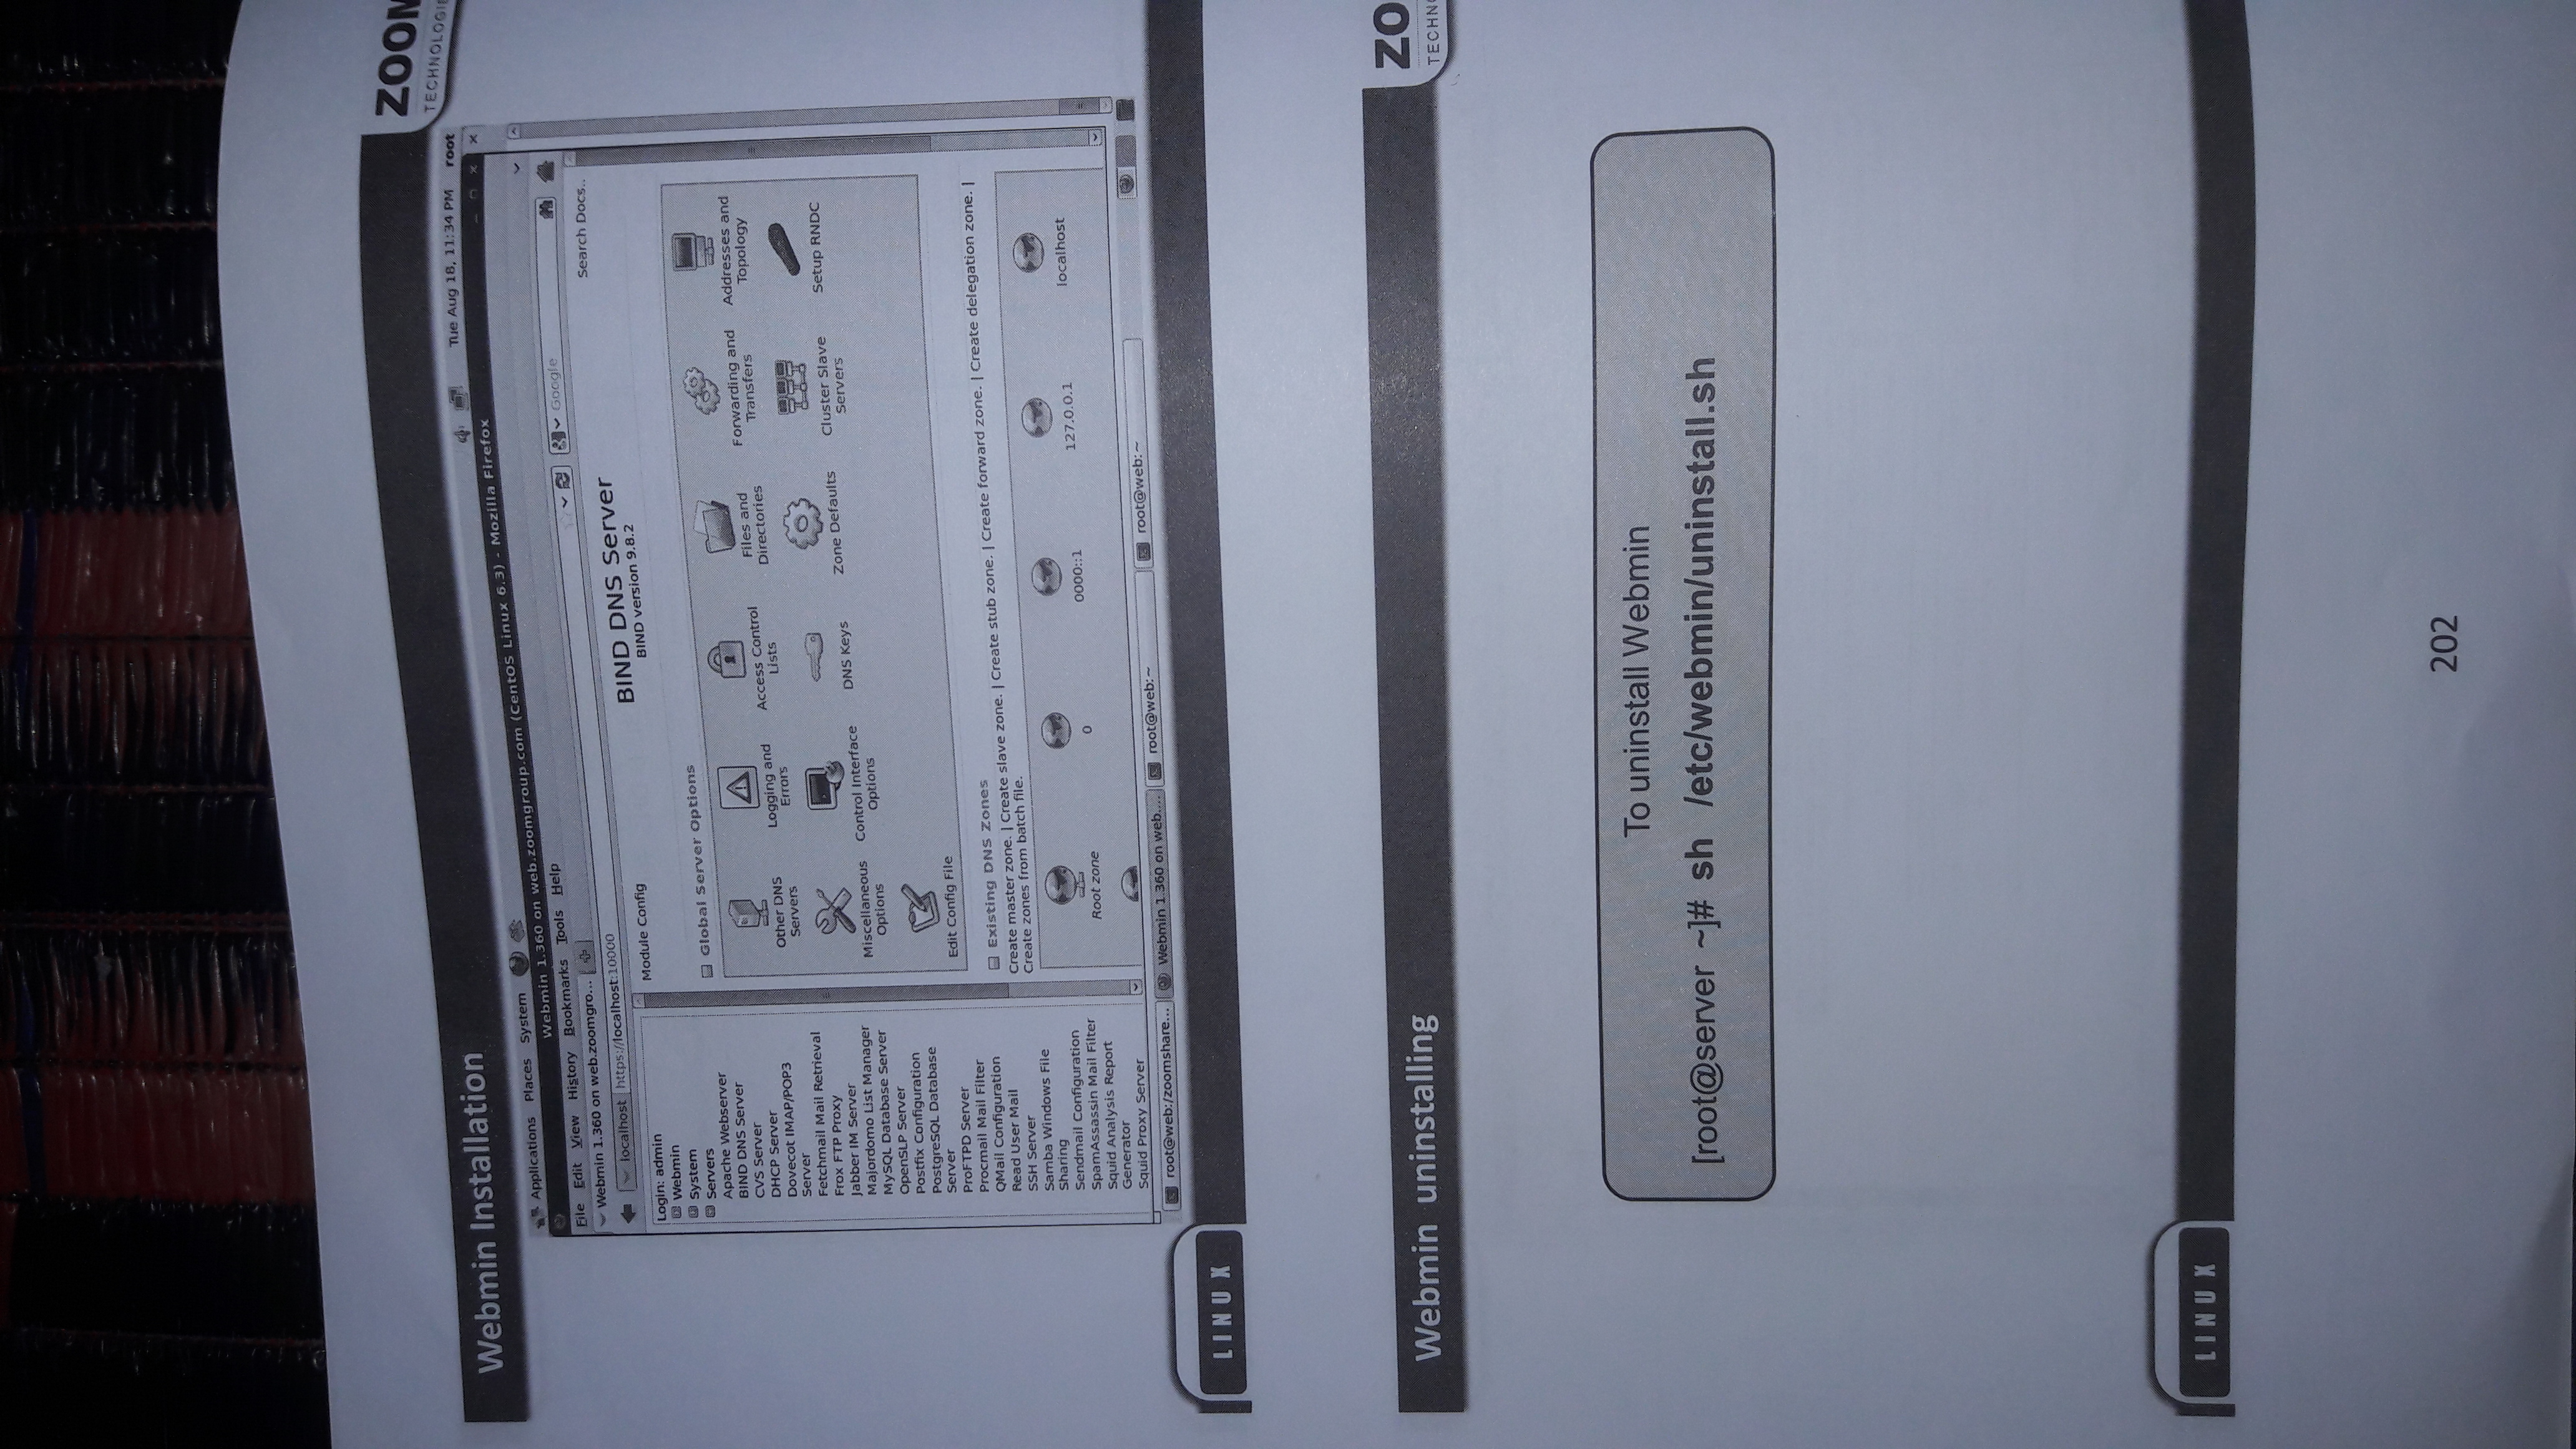 ZOOM
TECHNOLOGI
Webmin Installation
Applications Places System
Tue Aug 18, 11:34 PM root
Webmin 1.360 on web.zoomgroup.com (CentOS Linux 6.3) - Mozilla Firefox
File Edit View History Bookmarks Tools Help
Webmin 1.360 on web.zoomgro...
localhost https://localhost:10000
Google
Login: admin
Webmin
System
Servers
Apache Webserver
BIND DNS Server
CVS Server
DHCP Server
Dovecot IMAP/POP3
Server
Fetchmail Mail Retrieval
Frox FTP Proxy
Jabber IM Server
Majordomo List Manager
MySQL Database Server
OpenSLP Server
Postfix Configuration
PostgreSQL Database
Server
ProFTPD Server
Procmail Mail Filter
QMail Configuration
Read User Mail
SSH Server
Samba Windows File
Sharing
Sendmail Configuration
SpamAssassin Mail Filter
Squid Analysis Report
Generator
Squid Proxy Server
Module Config
BIND DNS Server
BIND version 9.8.2
Search Docs..
Global Server Options
Other DNS
Servers
Logging and
Errors
Access Control
Lists
Files and
Directories
Forwarding and
Transfers
Addresses and
Topology
Miscellaneous
Options
Control Interface
Options
DNS Keys
Zone Defaults
Cluster Slave
Servers
Setup RNDC
Edit Config File
Existing DNS Zones
Create master zone. | Create slave zone. | Create stub zone. | Create forward zone. | Create delegation zone. |
Create zones from batch file.
Root zone
0
0000::1
127.0.0.1
localhost
root@web:/zoomshare...
Webmin 1.360 on web....
root@web:~
root@web:~
LINUX
ZO
TECHN
Webmin uninstalling
To uninstall Webmin
[root@server ~]# sh /etc/webmin/uninstall.sh
LINUX
202